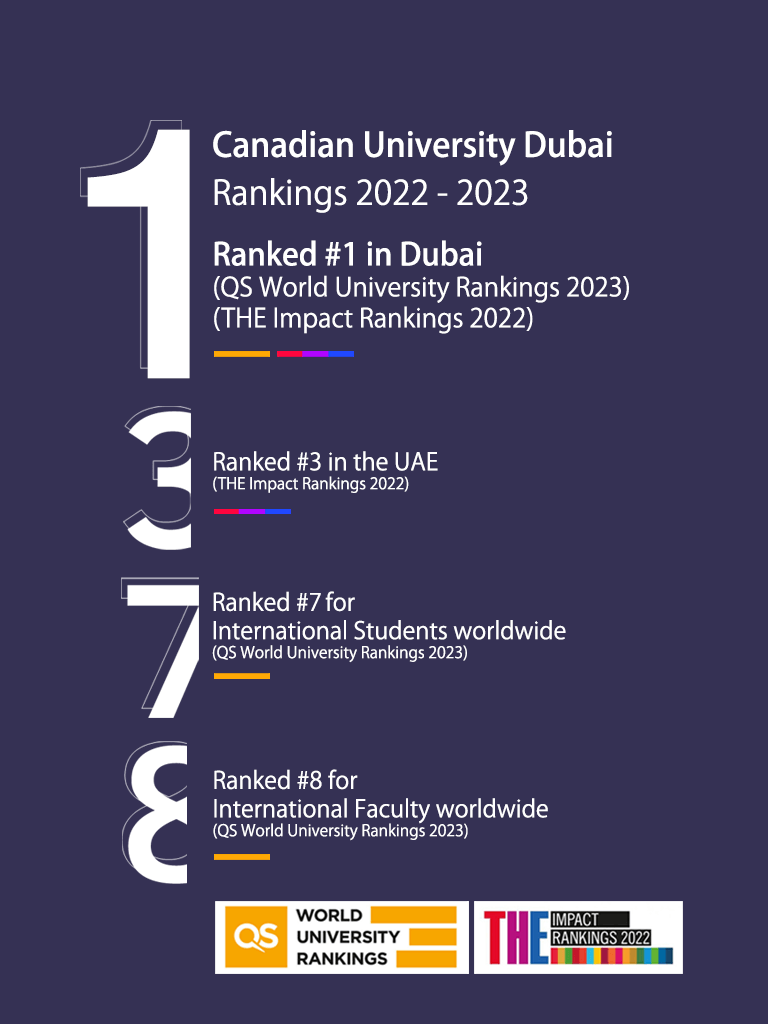 1
Canadian University Dubai
Rankings 2022 - 2023
Ranked #1 in Dubai
(QS World University Rankings 2023)
(THE Impact Rankings 2022)
3
Ranked #3 in the UAE
(THE Impact Rankings 2022)
7
Ranked #7 for
International Students worldwide
(QS World University Rankings 2023)
8
Ranked #8 for
International Faculty worldwide
(QS World University Rankings 2023)
QS
WORLD
UNIVERSITY
RANKINGS
THE
IMPACT
RANKINGS 2022